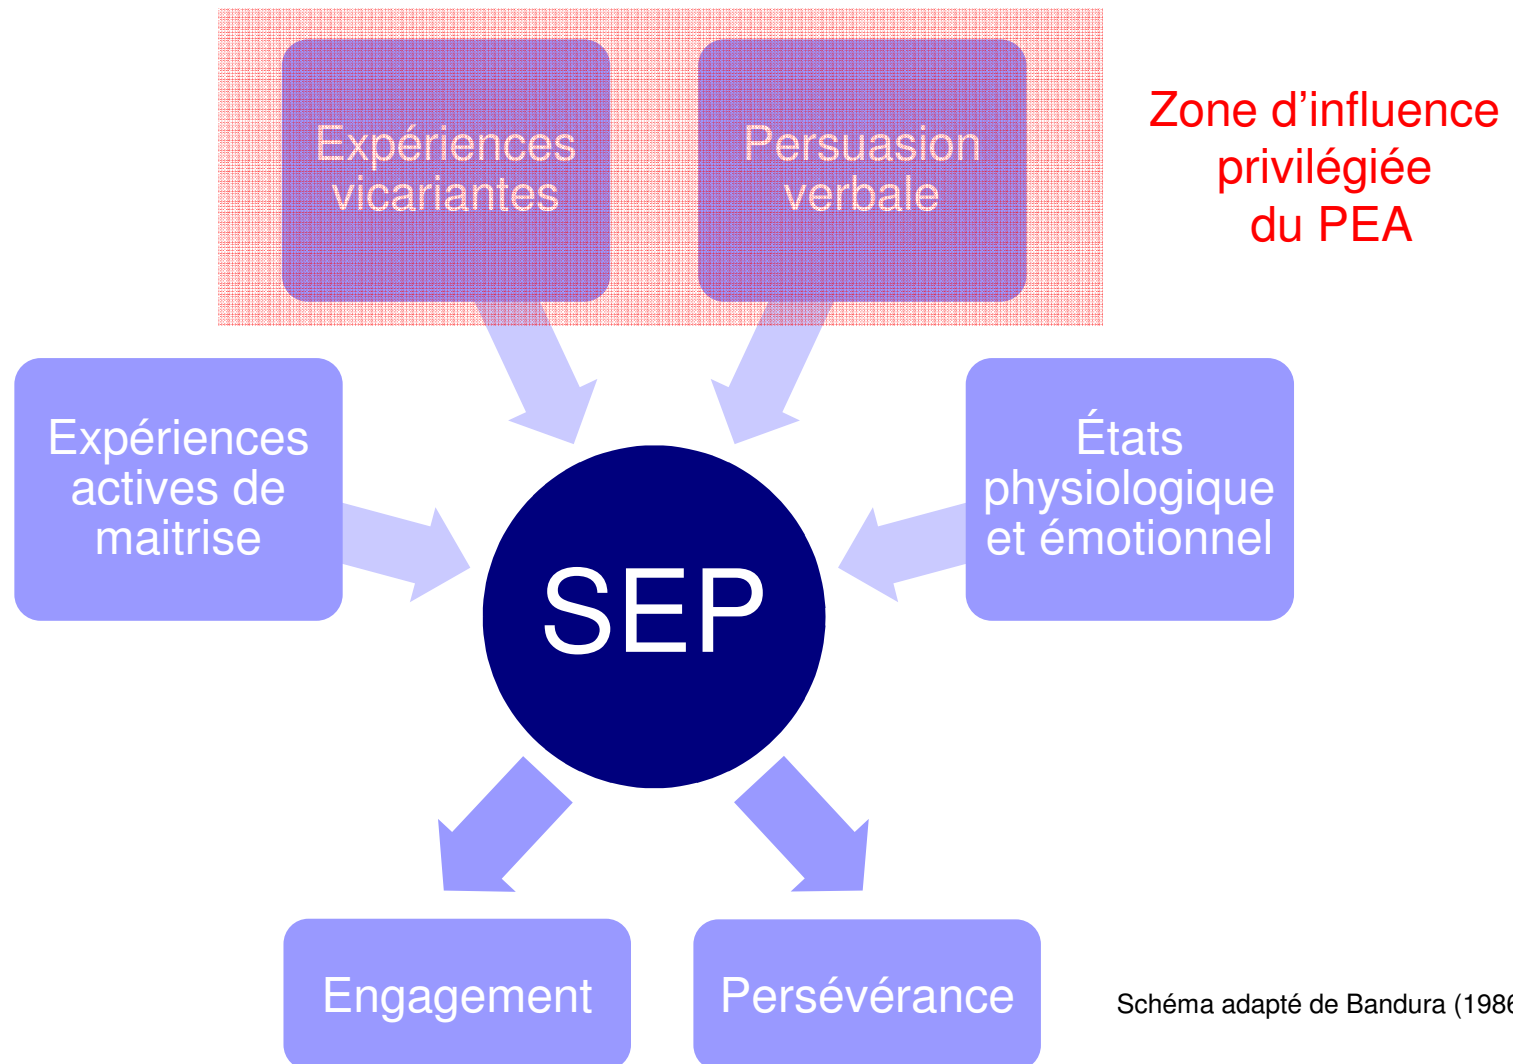 Expériences
vicariantes
Persuasion
verbale
Zone d’influence
privilégiée
du PEA
Expériences
actives de
maitrise
États
physiologique
et émotionnel
SEP
Engagement
Persévérance
Schéma adapté de Bandura (1986